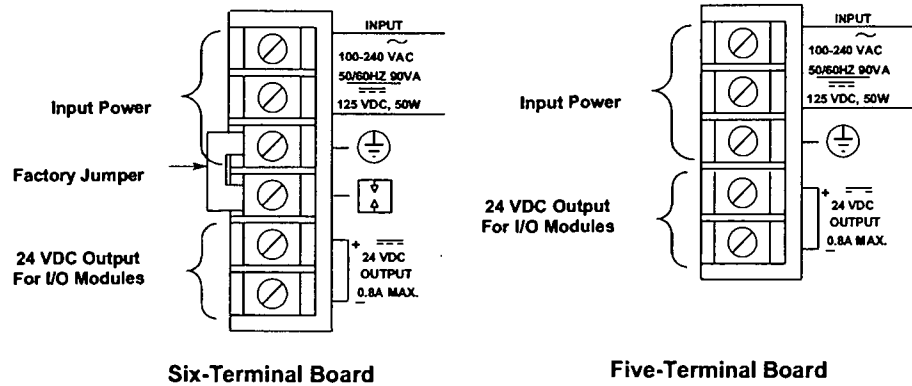 INPUT
100-240 VAC
50/60HZ 90VA
125 VDC, 50W
Input Power
Factory Jumper
24 VDC Output
For I/O Modules
+
24 VDC
OUTPUT
0.8A MAX.
−
Six-Terminal Board
INPUT
100-240 VAC
50/60HZ 90VA
125 VDC, 50W
Input Power
24 VDC Output
For I/O Modules
+
24 VDC
OUTPUT
0.8A MAX.
−
Five-Terminal Board